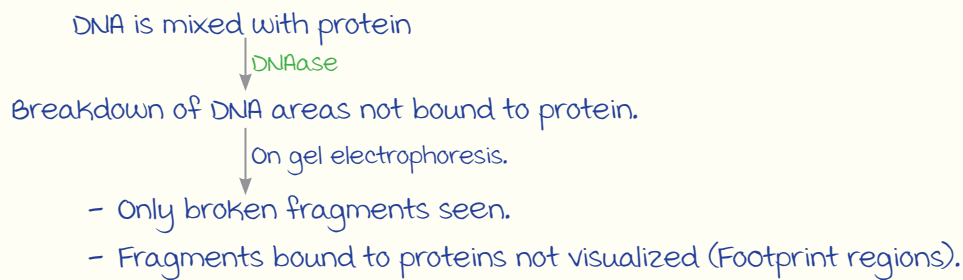 DNA is mixed with protein
DNAase
Breakdown of DNA areas not bound to protein.
On gel electrophoresis.
- Only broken fragments seen.
- Fragments bound to proteins not visualized (Footprint regions).